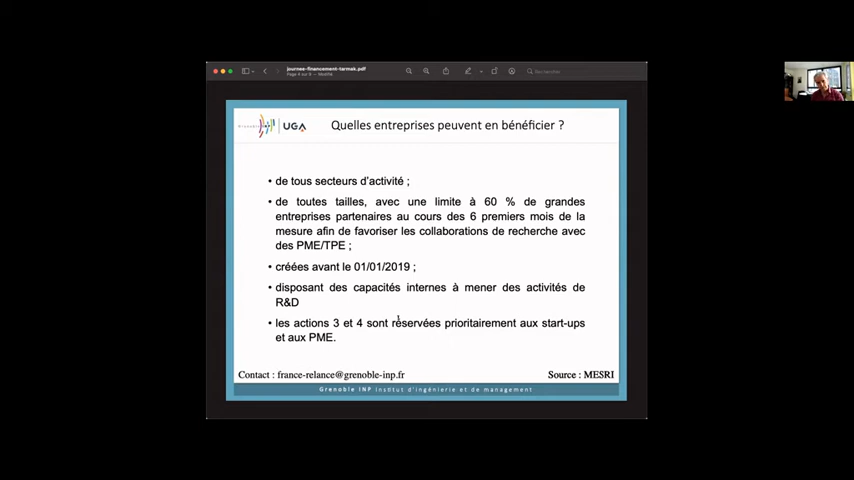 journee-financement-tarmak.pdf
Recherche
UGA
Quelles entreprises peuvent en bénéficier ?
• de tous secteurs d'activité ;
• de toutes tailles, avec une limite à 60 % de grandes
entreprises partenaires au cours des 6 premiers mois de la
mesure afin de favoriser les collaborations de recherche avec
des PME/TPE ;
• créées avant le 01/01/2019 ;
• disposant des capacités internes à mener des activités de
R&D
• les actions 3 et 4 sont réservées prioritairement aux start-ups
et aux PME.
Contact : france-relance@grenoble-inp.fr
Source : MESRI
Grenoble INP Institut d'ingénierie et de management